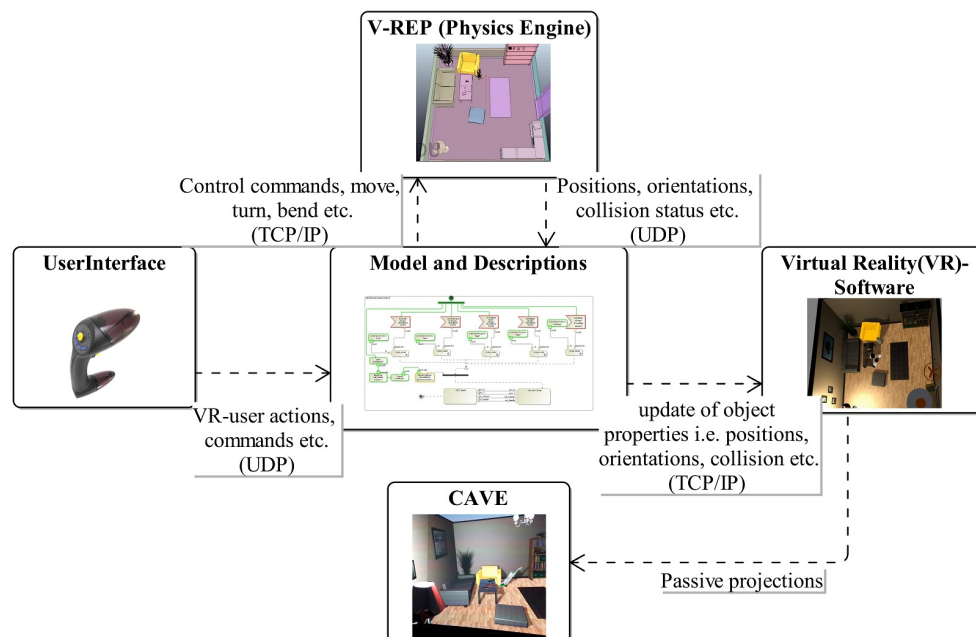 V-REP (Physics Engine)
Control commands, move,
turn, bend etc.
(TCP/IP)
Positions, orientations,
collision status etc.
(UDP)
UserInterface
Model and Descriptions
Virtual Reality(VR)-
Software
VR-user actions,
commands etc.
(UDP)
update of object
properties i.e. positions,
orientations, collision etc.
(TCP/IP)
CAVE
Passive projections